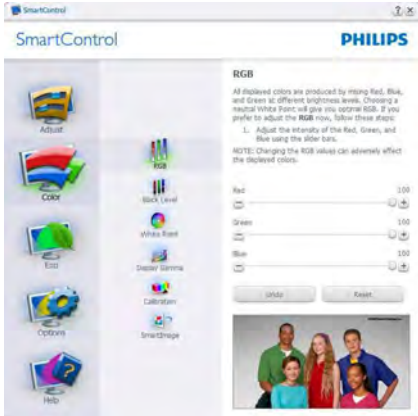 SmartControl
SmartControl
PHILIPS
Adjust
Color
Eco
Options
Help
RGB
Black Level
White Point
Display Gamma
Calibration
SmartImage
RGB
All displayed colors are produced by mixing Red, Blue,
and Green at different brightness levels. Choosing a
neutral White Point will give you optimal RGB. If you
prefer to adjust the RGB now, follow these steps:
1. Adjust the intensity of the Red, Green, and
Blue using the slider bars.
NOTE: Changing the RGB values can adversely effect
the displayed colors.
Red 100
Green 100
Blue 100
Undo Reset